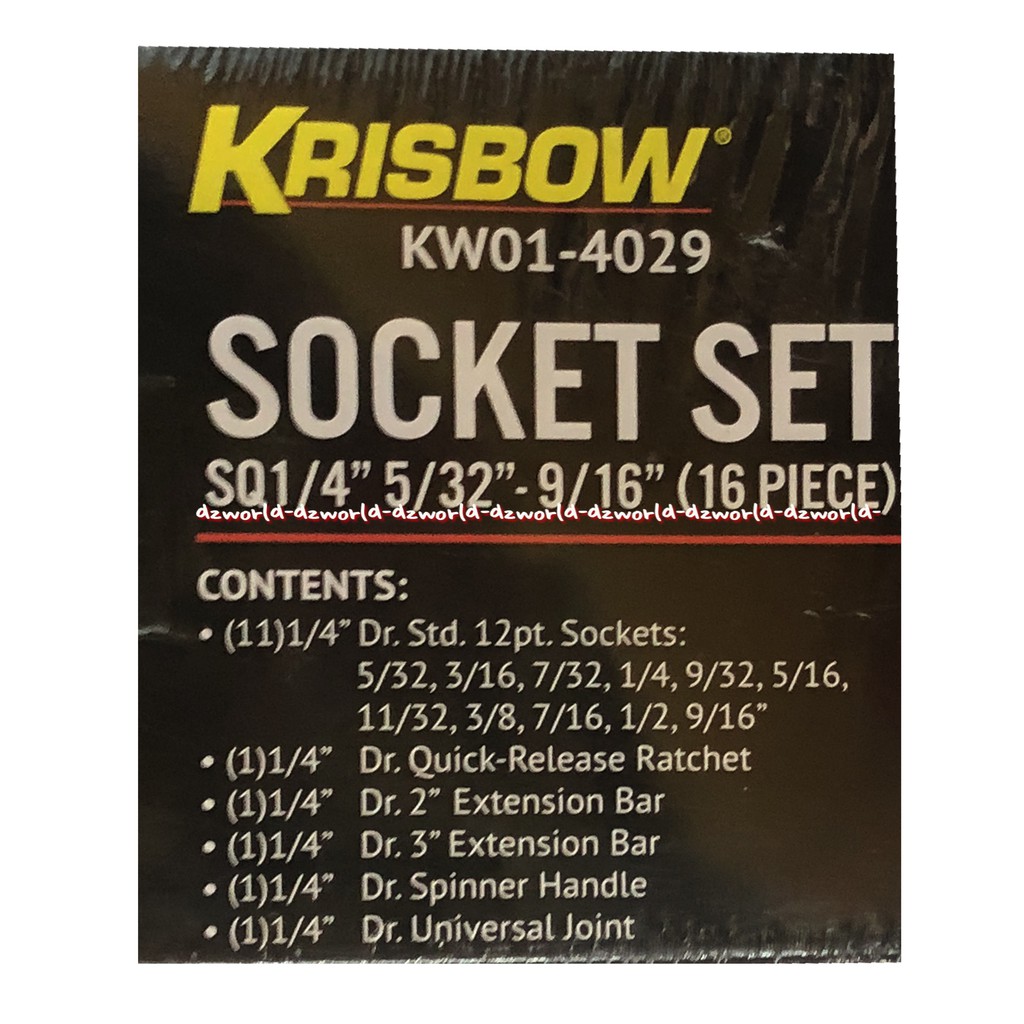 KRISBOW®
KW01-4029
SOCKET SET
SQ1/4” 5/32”- 9/16” (16 PIECE)
dzworld-dzworld-dzworld-dzworld-dzworld-dzworld-dzworld-
CONTENTS:
• (11)1/4” Dr. Std. 12pt. Sockets:
5/32, 3/16, 7/32, 1/4, 9/32, 5/16,
11/32, 3/8, 7/16, 1/2, 9/16”
• (1)1/4” Dr. Quick-Release Ratchet
• (1)1/4” Dr. 2” Extension Bar
• (1)1/4” Dr. 3” Extension Bar
• (1)1/4” Dr. Spinner Handle
• (1)1/4” Dr. Universal Joint